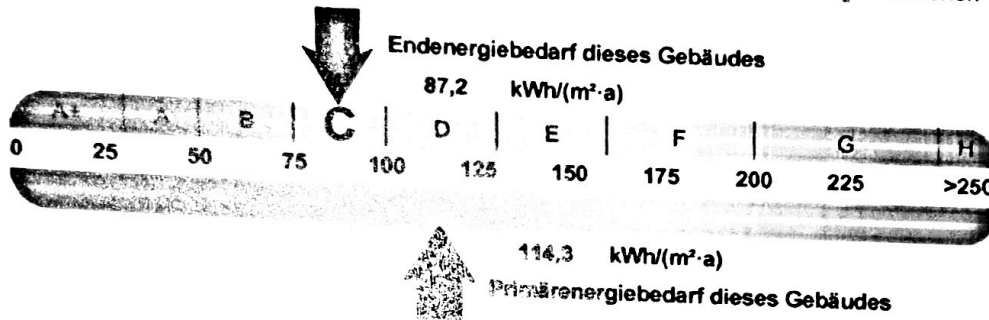 Endenergiebedarf dieses Gebäudes
87,2 kWh/(m²·a)
A+ A B C D E F G H
0 25 50 75 100 125 150 175 200 225 >250
114,3 kWh/(m²·a)
Primärenergiebedarf dieses Gebäudes